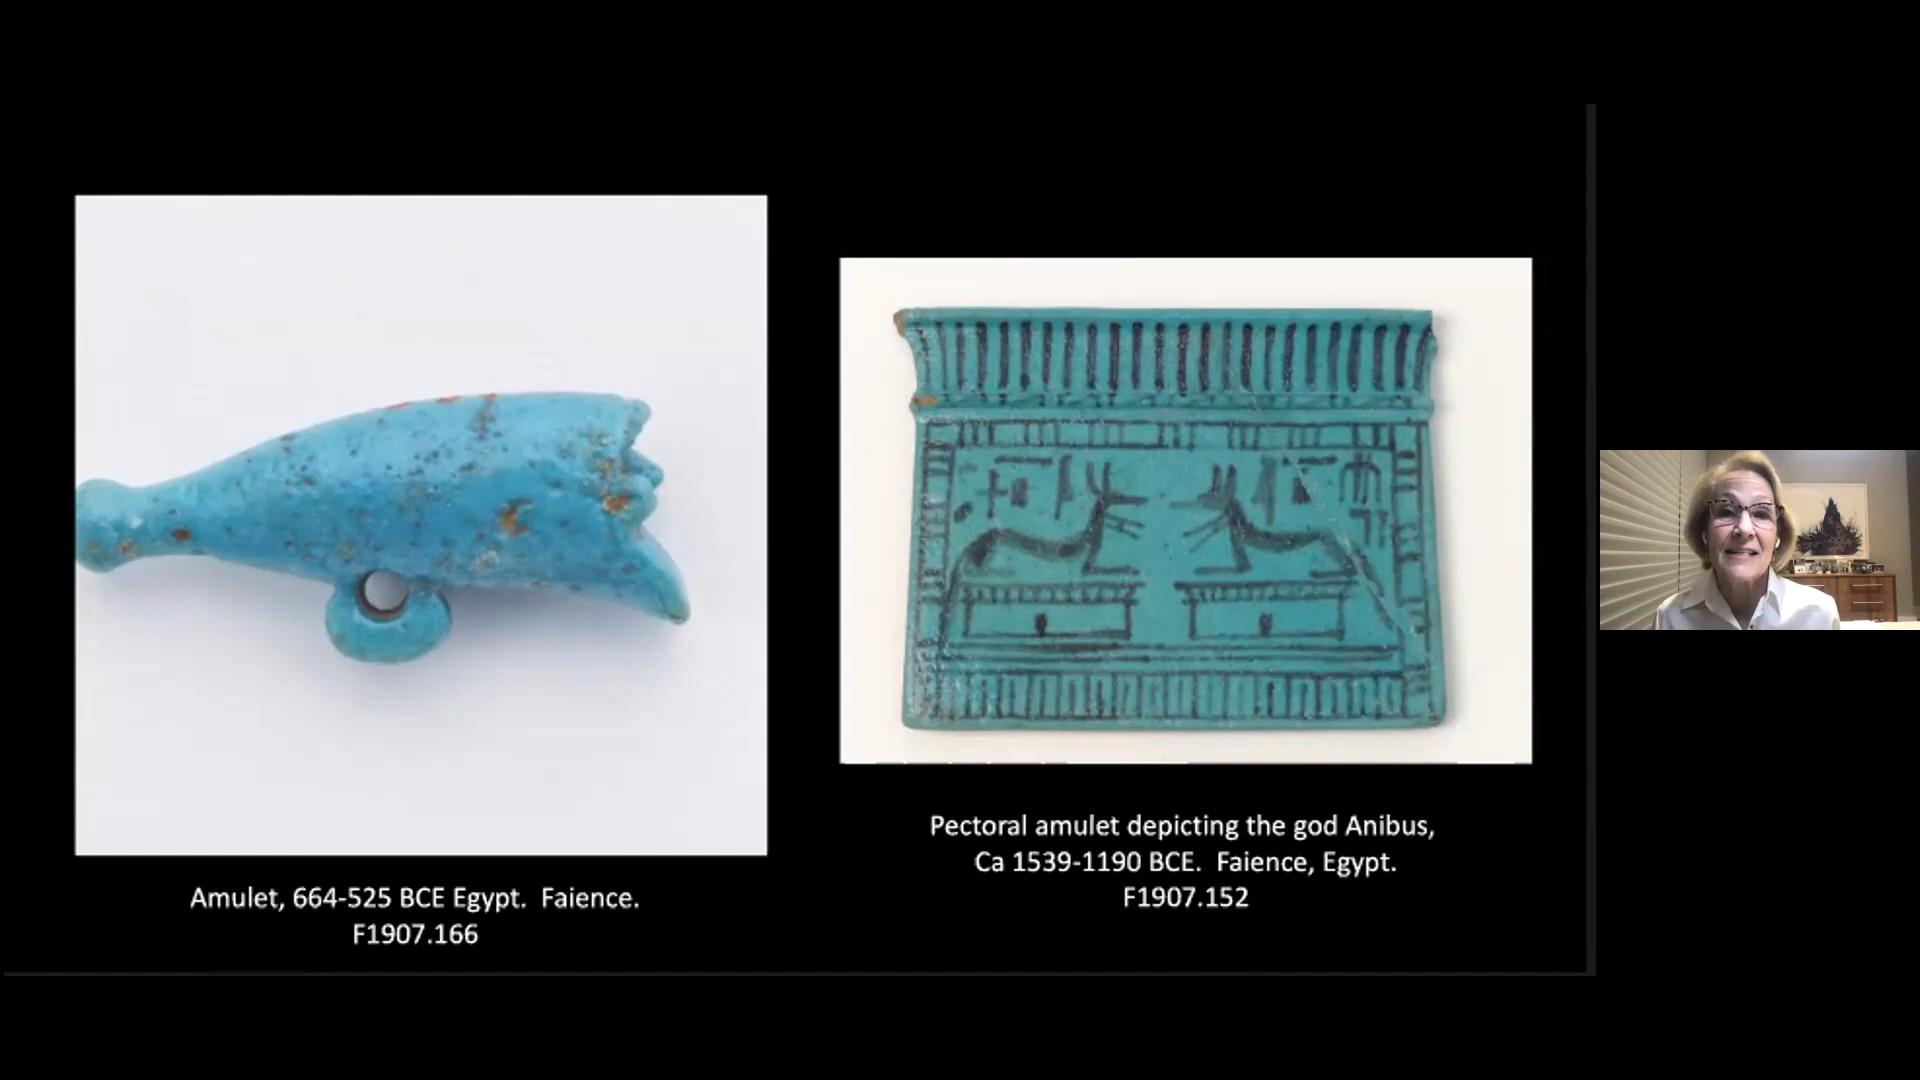 Amulet, 664-525 BCE Egypt.  Faience.
F1907.166
Pectoral amulet depicting the god Anibus,
Ca 1539-1190 BCE.  Faience, Egypt.
F1907.152